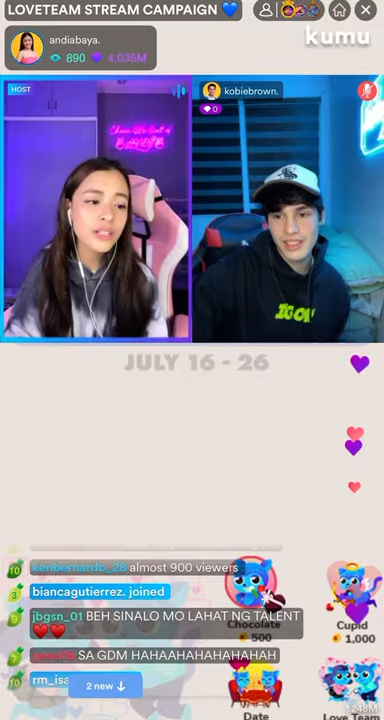 LOVETEAM STREAM CAMPAIGN 💙
andiabaya.
890 4.035M
kumu
HOST
kobiebrown.
0
JULY 16 - 26
10 kenbernardo_28 almost 900 viewers
3 biancagutierrez. joined
9 jbgsn_01 BEH SINALO MO LAHAT NG TALENT
❤️❤️
7 SA GDM HAHAAHAHAHAHAHAH
10 rm_isa
2 new ↓
Chocolate
500
Cupid
1,000
Date
Love Team
1248M